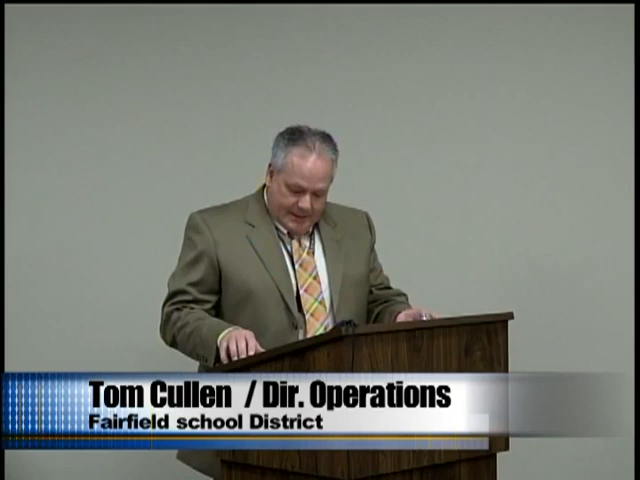 Tom Cullen / Dir. Operations
Fairfield school District